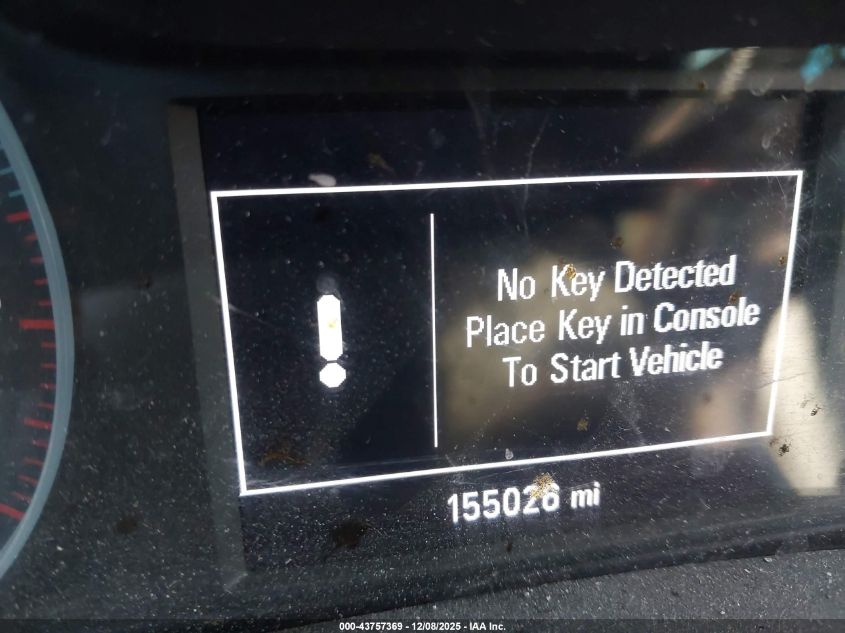 No Key Detected
Place Key in Console
To Start Vehicle
155026 mi
000-43757369 - 12/08/2025 - IAA Inc.